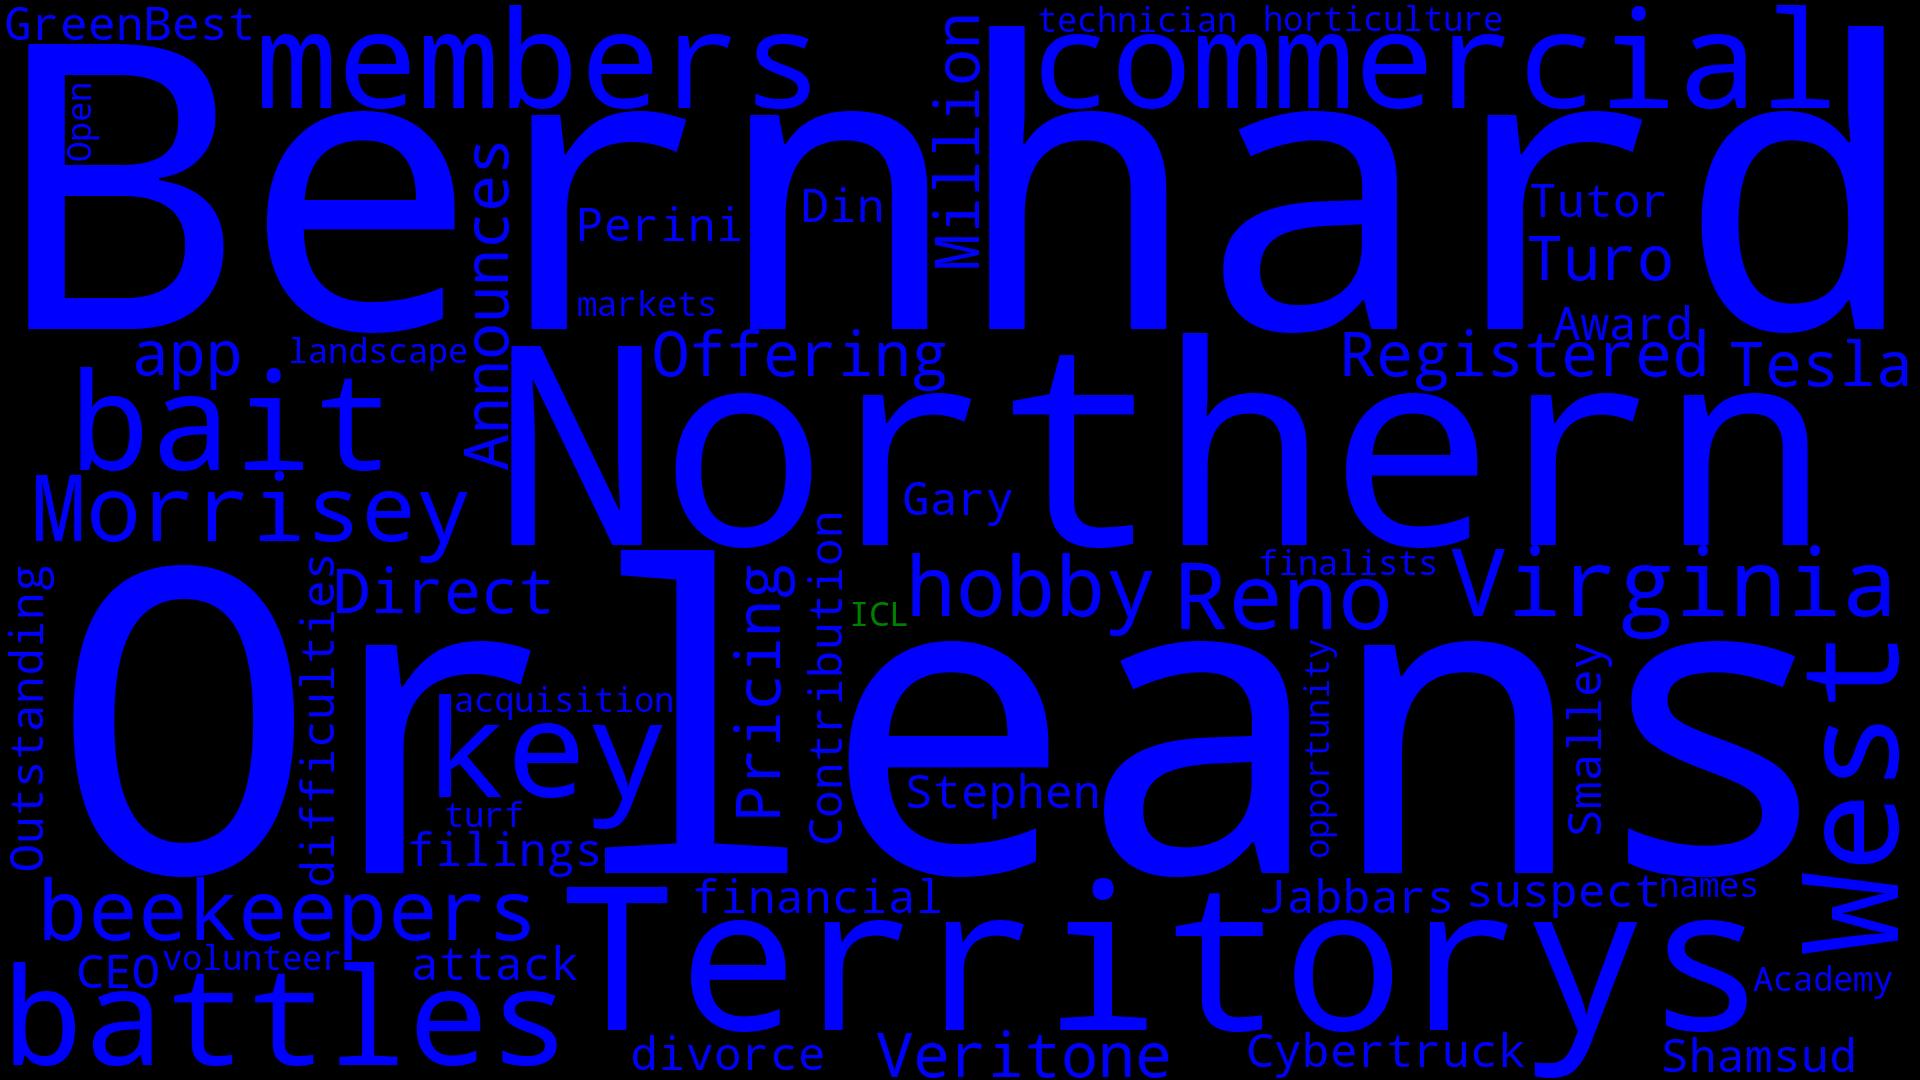 GreenBest
members
technician
horticulture
commercial
Bernhard
Open
Million
Announces
Perini
Din
Tutor
Turo
markets
Award
app
landscape
Offering
Registered
Tesla
bait
Northern
Morrisey
Gary
Direct
hobby
finalists
Reno
Virginia
Outstanding
difficulties
Pricing
Contribution
ICL
Orleans
acquisition
key
opportunity
Smalley
West
Stephen
turf
filings
beekeepers
financial
Jabbars
suspect
names
Territorys
CEO
volunteer
attack
Academy
battles
divorce
Veritone
Cybertruck
Shamsud